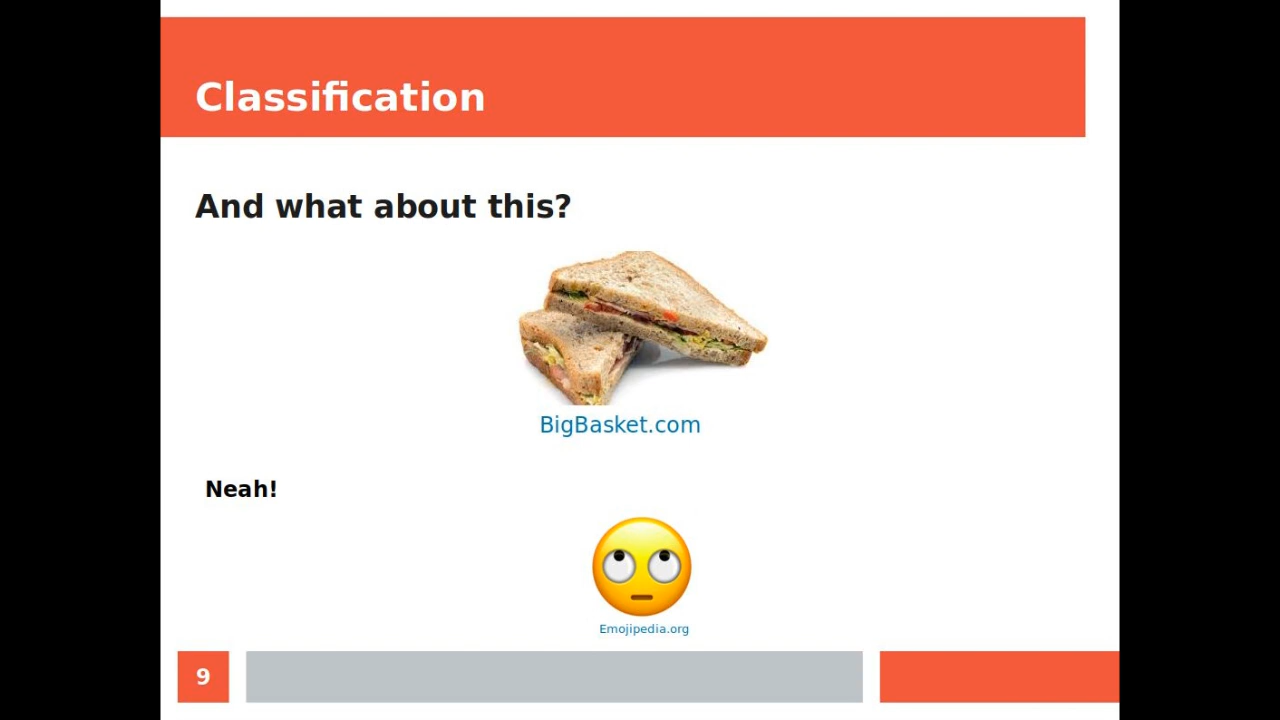 Classification
And what about this?
BigBasket.com
Neah!
Emojipedia.org
9